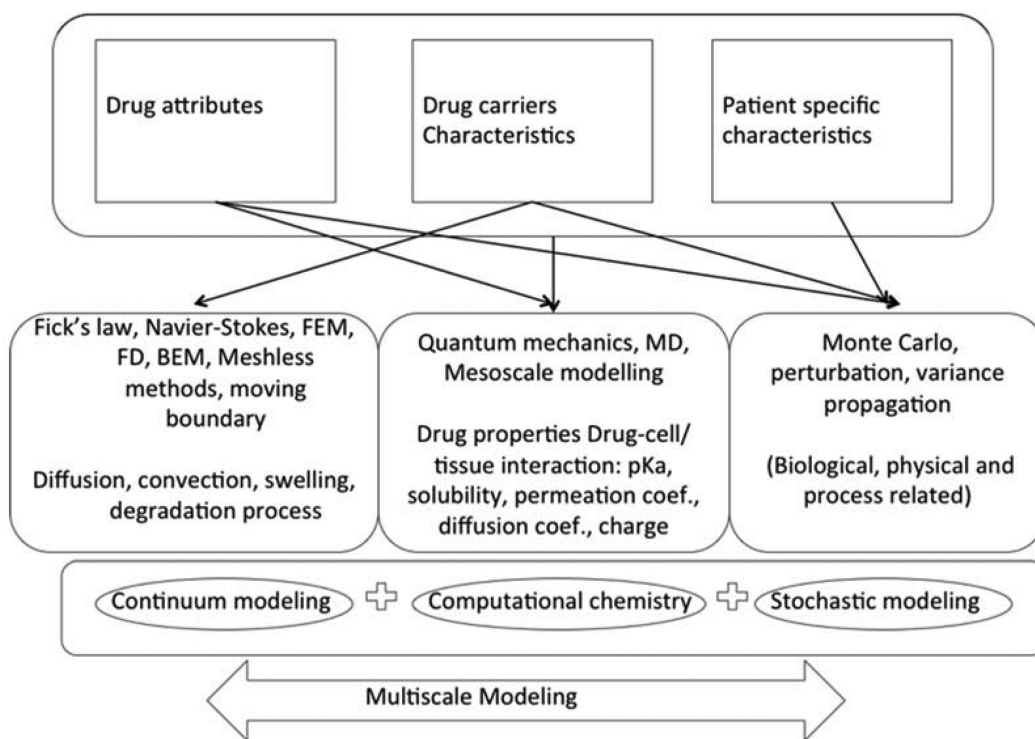 Drug attributes
Drug carriers
Characteristics
Patient specific
characteristics
Fick's law, Navier-Stokes, FEM,
FD, BEM, Meshless
methods, moving
boundary
Diffusion, convection, swelling,
degradation process
Quantum mechanics, MD,
Mesoscale modelling
Drug properties Drug-cell/
tissue interaction: pKa,
solubility, permeation coef.,
diffusion coef., charge
Monte Carlo,
perturbation, variance
propagation
(Biological, physical and
process related)
Continuum modeling
Computational chemistry
Stochastic modeling
Multiscale Modeling